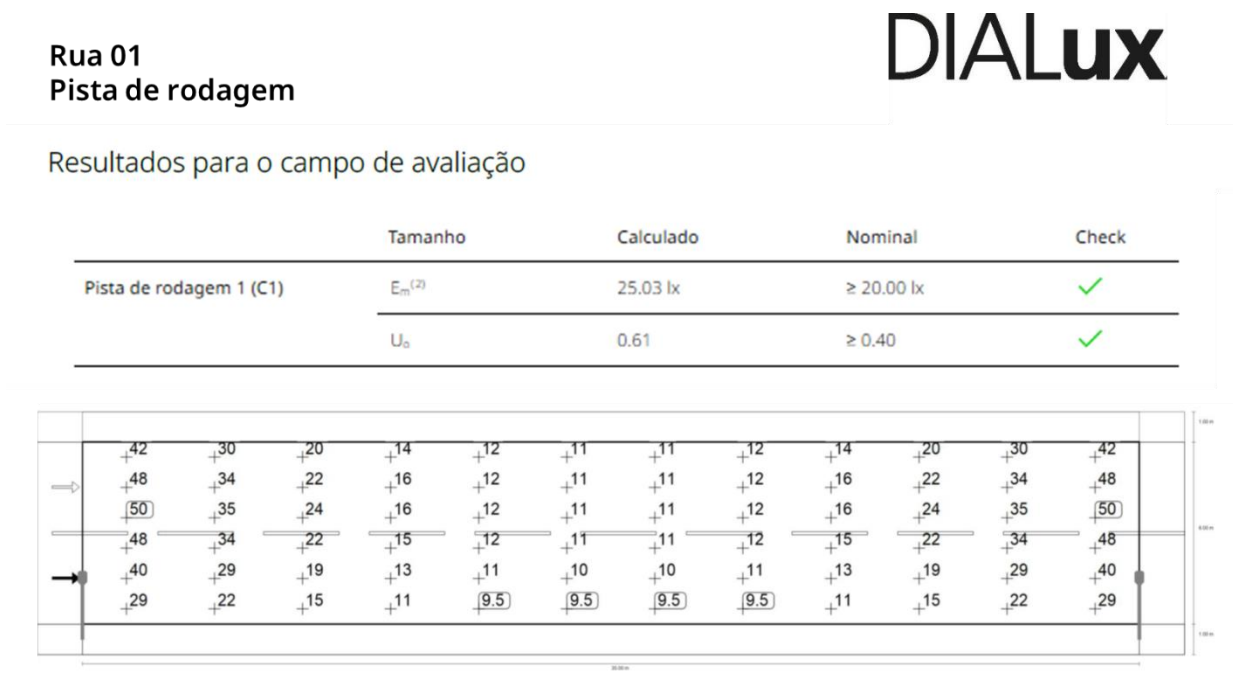 Rua 01
Pista de rodagem
DIALux
Resultados para o campo de avaliação
Tamanho Calculado Nominal Check
Pista de rodagem 1 (C1) Em(2) 25.03 lx ≥ 20.00 lx
Uo 0.61 ≥ 0.40
42 30 20 14 12 11 11 12 14 20 30 42
48 34 22 16 12 11 11 12 16 22 34 48
50 35 24 16 12 11 11 12 16 24 35 50
48 34 22 15 12 11 11 12 15 22 34 48
40 29 19 13 11 10 10 11 13 19 29 40
29 22 15 11 9.5 9.5 9.5 9.5 11 15 22 29
1.00 m
1.00 m